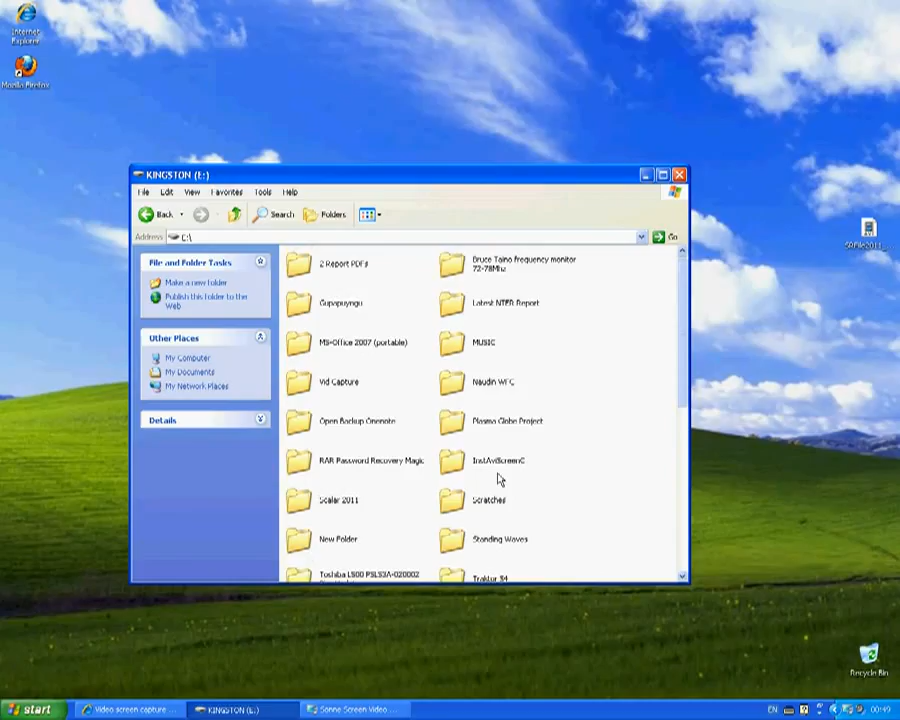 Internet
Explorer
Mozilla Firefox
KINGSTON (E:)
File Edit View Favorites Tools Help
Back Search Folders
Address E:\ Go
File and Folder Tasks
Make a new folder
Publish this folder to the
Web
Other Places
My Computer
My Documents
My Network Places
Details
2 Report PDFs
Bruce Taino frequency monitor
72-78Mhz
Gupapuyngu
Latest NTER Report
MS-Office 2007 (portable)
MUSIC
Vid Capture
Naudin WFC
Open Backup Onenote
Plasma Globe Project
RAR Password Recovery Magic
InstAviScreenC
Scalar 2011
Scratches
New Folder
Standing Waves
Toshiba L500 PSLS3A-020002
Traktor S4
Recycle Bin
start
Video screen capture ...
KINGSTON (E:)
Sonne Screen Video ...
EN
00:49